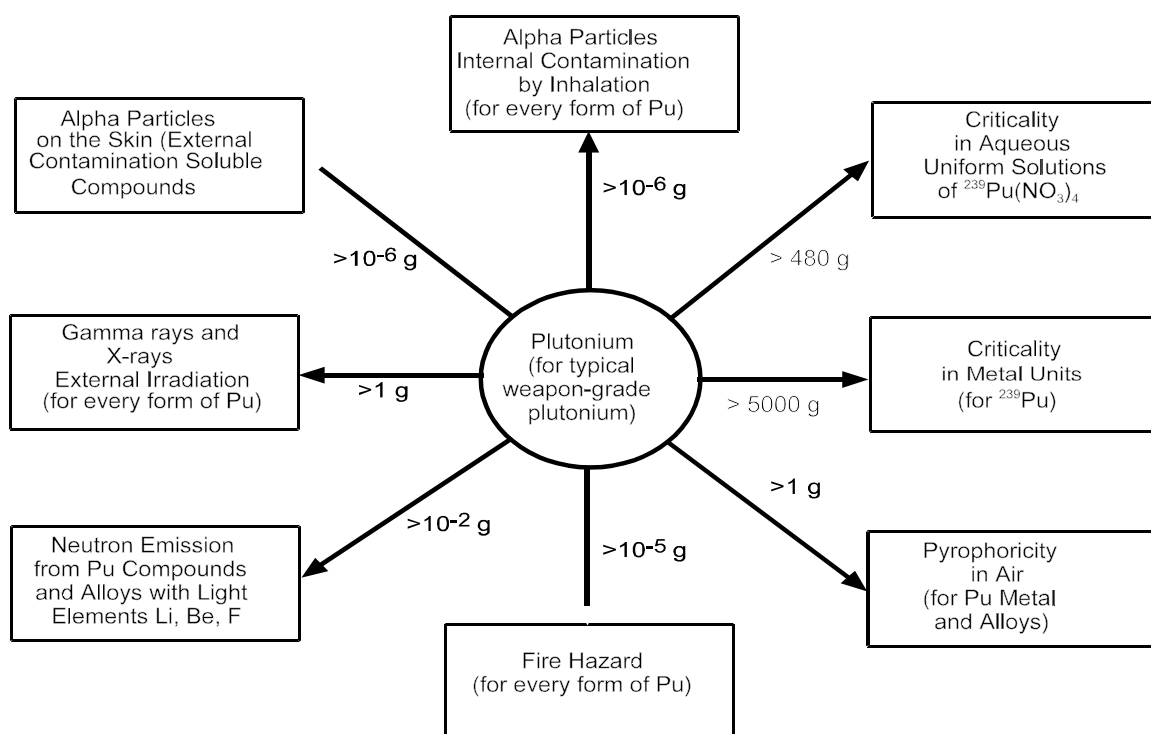 Alpha Particles
Internal Contamination
by Inhalation
(for every form of Pu)
Alpha Particles
on the Skin (External
Contamination Soluble
Compounds
Criticality
in Aqueous
Uniform Solutions
of ²³⁹Pu(NO₃)₄
>10⁻⁶ g
>10⁻⁶ g
> 480 g
Gamma rays and
X-rays
External Irradiation
(for every form of Pu)
>1 g
Plutonium
(for typical
weapon-grade
plutonium)
> 5000 g
Criticality
in Metal Units
(for ²³⁹Pu)
>10⁻² g
>10⁻⁵ g
>1 g
Neutron Emission
from Pu Compounds
and Alloys with Light
Elements Li, Be, F
Fire Hazard
(for every form of Pu)
Pyrophoricity
in Air
(for Pu Metal
and Alloys)